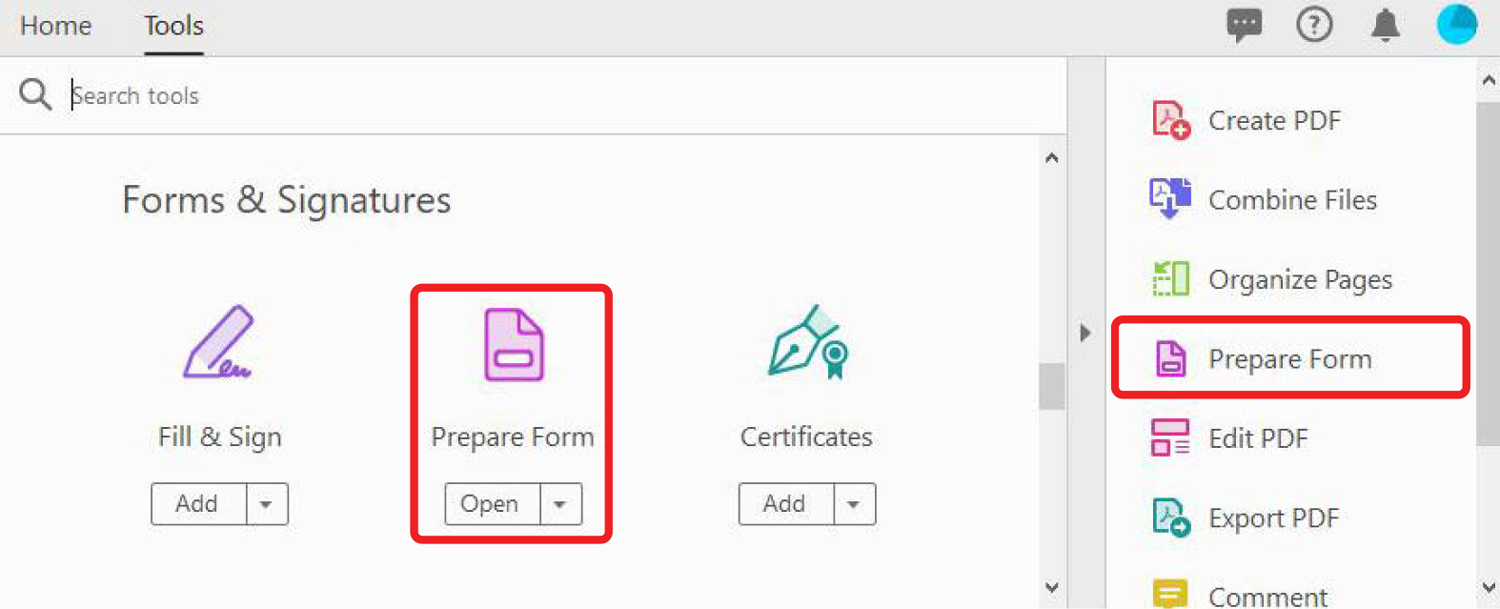 Home Tools
Search tools
Forms & Signatures
Fill & Sign Prepare Form Certificates
Add Open Add
Create PDF
Combine Files
Organize Pages
Prepare Form
Edit PDF
Export PDF
Comment